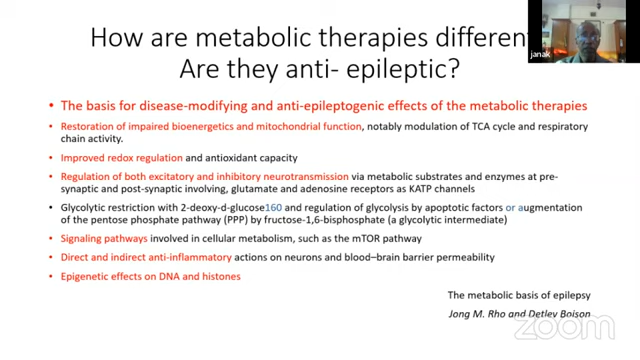 How are metabolic therapies different
Are they anti- epileptic?
janak
The basis for disease-modifying and anti-epileptogenic effects of the metabolic therapies
Restoration of impaired bioenergetics and mitochondrial function, notably modulation of TCA cycle and respiratory
chain activity.
Improved redox regulation and antioxidant capacity
Regulation of both excitatory and inhibitory neurotransmission via metabolic substrates and enzymes at pre-
synaptic and post-synaptic involving, glutamate and adenosine receptors as KATP channels
Glycolytic restriction with 2-deoxy-d-glucose160 and regulation of glycolysis by apoptotic factors or augmentation
of the pentose phosphate pathway (PPP) by fructose-1,6-bisphosphate (a glycolytic intermediate)
Signaling pathways involved in cellular metabolism, such as the mTOR pathway
Direct and indirect anti-inflammatory actions on neurons and blood–brain barrier permeability
Epigenetic effects on DNA and histones
The metabolic basis of epilepsy
Jong M. Rho and Detlev Boison
zoom